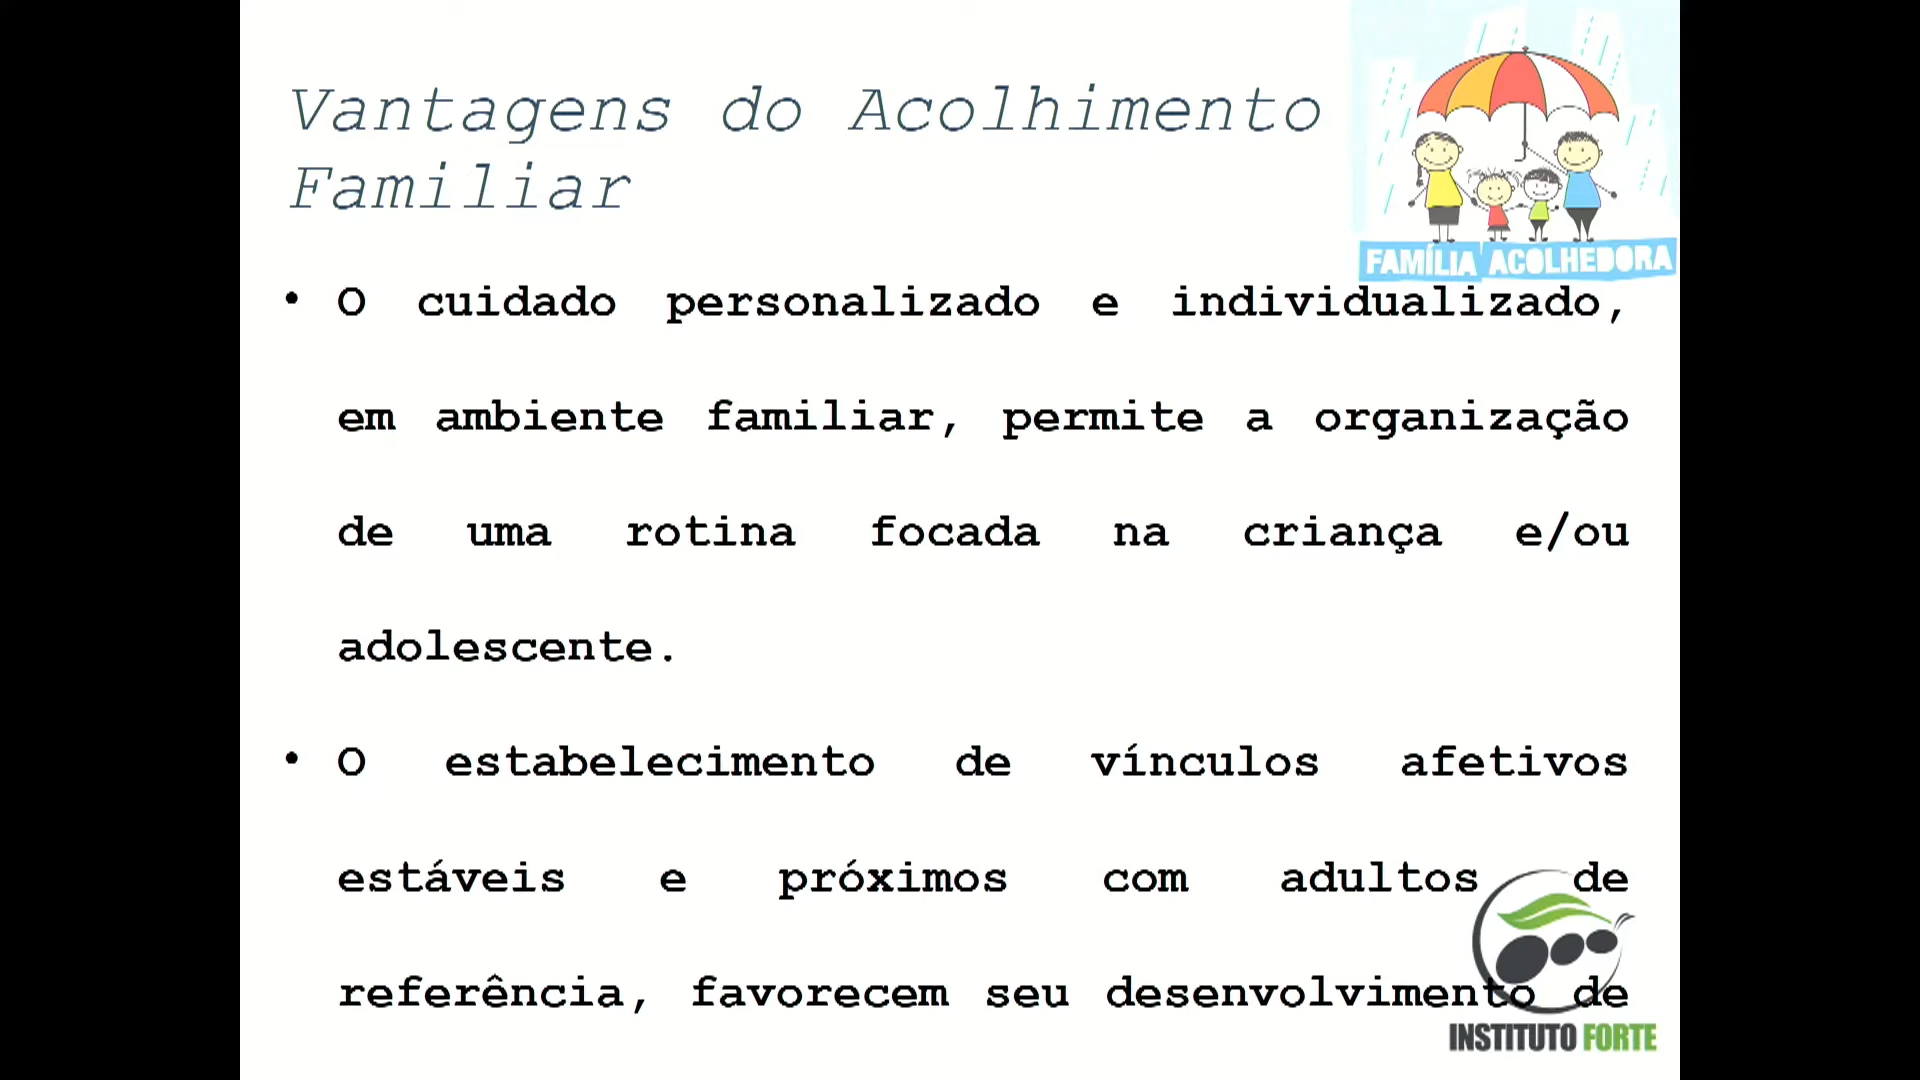 Vantagens do Acolhimento
Familiar
FAMÍLIA ACOLHEDORA
• O cuidado personalizado e individualizado,
em ambiente familiar, permite a organização
de uma rotina focada na criança e/ou
adolescente.
• O estabelecimento de vínculos afetivos
estáveis e próximos com adultos de
referência, favorecem seu desenvolvimento de
INSTITUTO FORTE